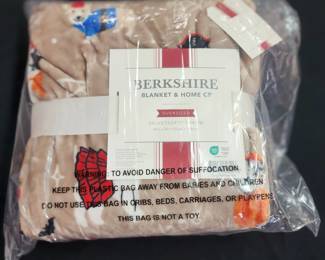 BERKSHIRE
BLANKET & HOME CO
OVERSIZED
WARNING: TO AVOID DANGER OF SUFFOCATION,
KEEP THIS PLASTIC BAG AWAY FROM BABIES AND CHILDREN
DO NOT USE THIS BAG IN CRIBS, BEDS, CARRIAGES, OR PLAYPENS
THIS BAG IS NOT A TOY.